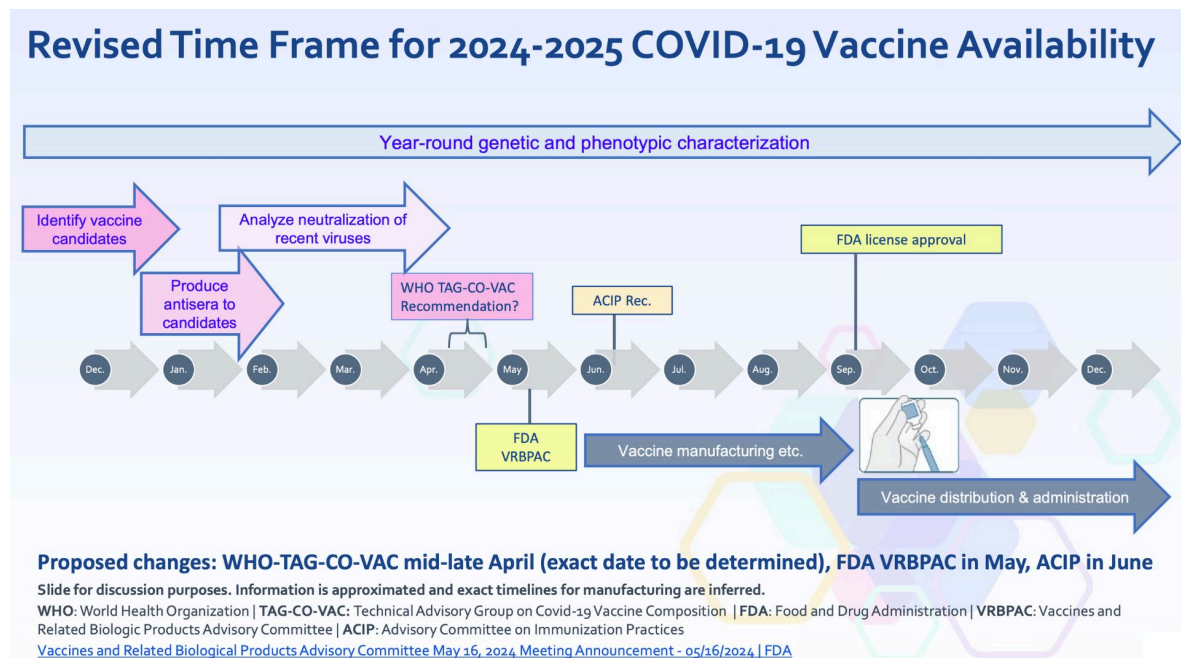 Revised Time Frame for 2024-2025 COVID-19 Vaccine Availability
Year-round genetic and phenotypic characterization
Identify vaccine
candidates
Analyze neutralization of
recent viruses
Produce
antisera to
candidates
WHO TAG-CO-VAC
Recommendation?
ACIP Rec.
FDA license approval
Dec.
Jan.
Feb.
Mar.
Apr.
May
Jun.
Jul.
Aug.
Sep.
Oct.
Nov.
Dec.
FDA
VRBPAC
Vaccine manufacturing etc.
Vaccine distribution & administration
Proposed changes: WHO-TAG-CO-VAC mid-late April (exact date to be determined), FDA VRBPAC in May, ACIP in June
Slide for discussion purposes. Information is approximated and exact timelines for manufacturing are inferred.
WHO: World Health Organization | TAG-CO-VAC: Technical Advisory Group on Covid-19 Vaccine Composition | FDA: Food and Drug Administration | VRBPAC: Vaccines and
Related Biologic Products Advisory Committee | ACIP: Advisory Committee on Immunization Practices
Vaccines and Related Biological Products Advisory Committee May 16, 2024 Meeting Announcement - 05/16/2024 | FDA